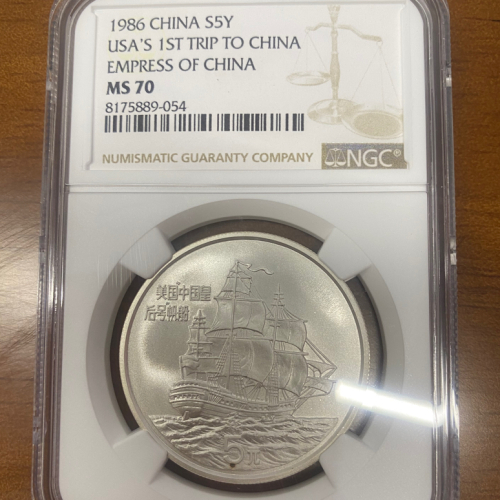 1986 CHINA S5Y
USA'S 1ST TRIP TO CHINA
EMPRESS OF CHINA
MS 70
8175889-054
NUMISMATIC GUARANTY COMPANY NGC®
美国"中国皇
后号"帆船
5元